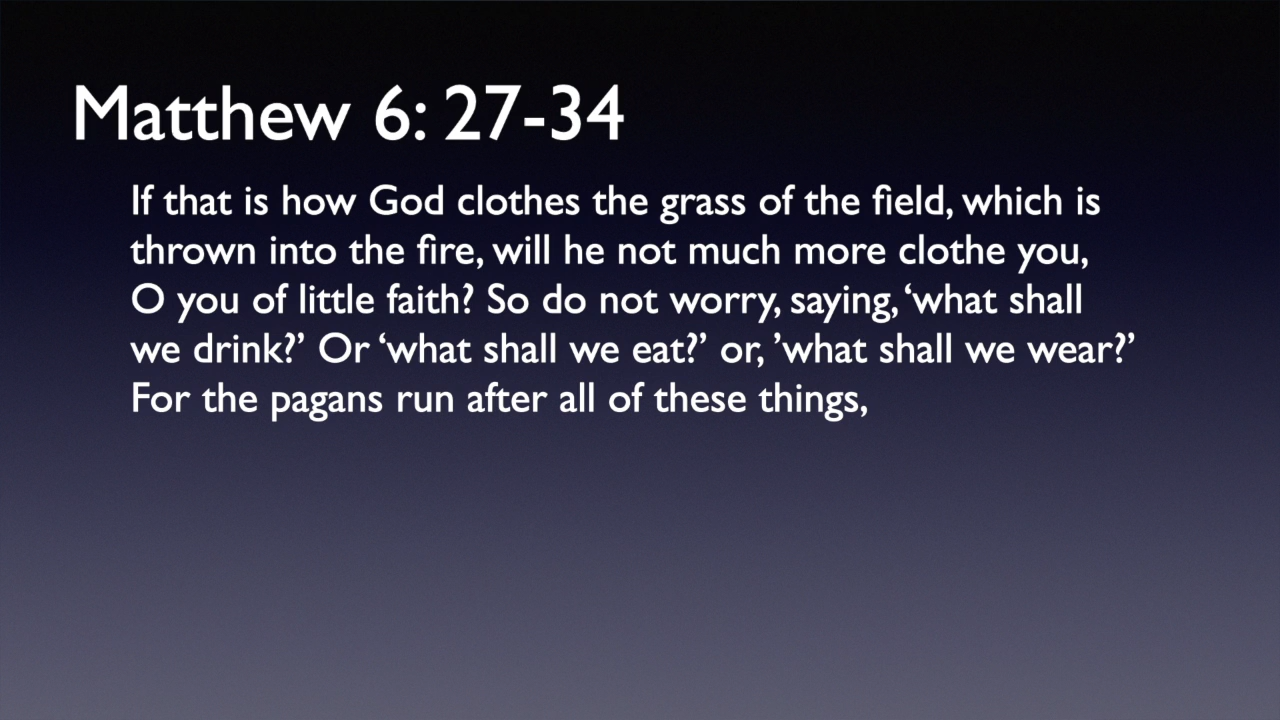 Matthew 6: 27-34
If that is how God clothes the grass of the field, which is
thrown into the fire, will he not much more clothe you,
O you of little faith? So do not worry, saying, ‘what shall
we drink?’ Or ‘what shall we eat?’ or, ’what shall we wear?’
For the pagans run after all of these things,